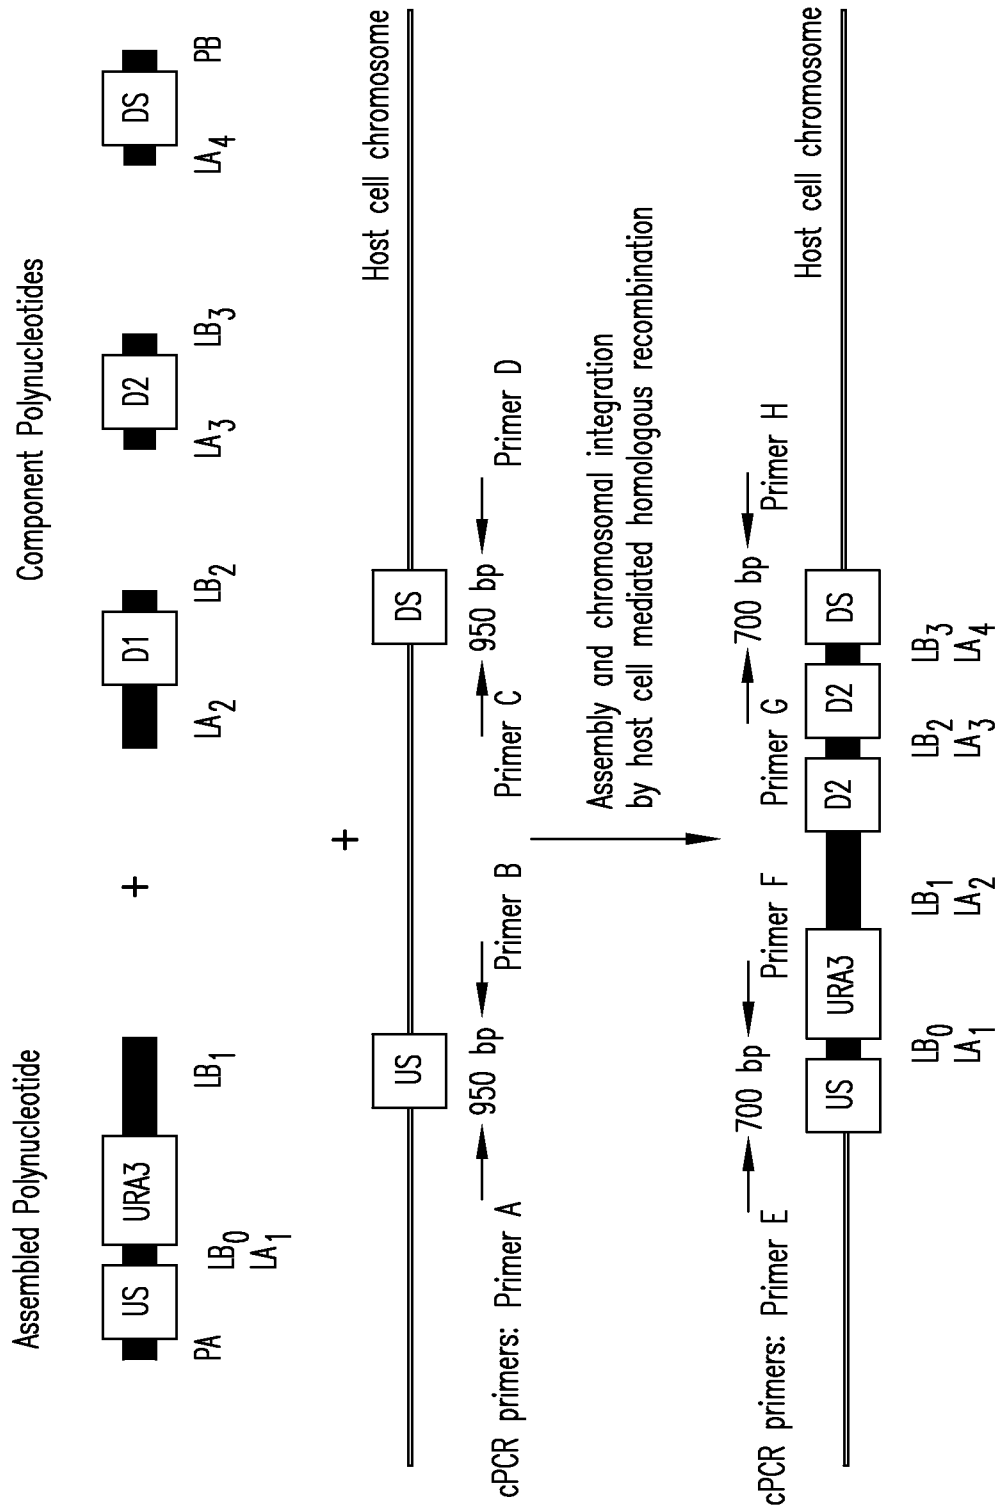 Assembled Polynucleotide
Component Polynucleotides
US
URA3
+
D1
D2
DS
PA
LB0
LA1
LB1
LA2
LB2
LA3
LB3
LA4
PB
+
Host cell chromosome
US
DS
950 bp
950 bp
cPCR primers: Primer A
Primer B
Primer C
Primer D
Assembly and chromosomal integration
by host cell mediated homologous recombination
700 bp
700 bp
cPCR primers: Primer E
Primer F
Primer G
Primer H
Host cell chromosome
US
URA3
D2
D2
DS
LB0
LA1
LB1
LA2
LB2
LA3
LB3
LA4